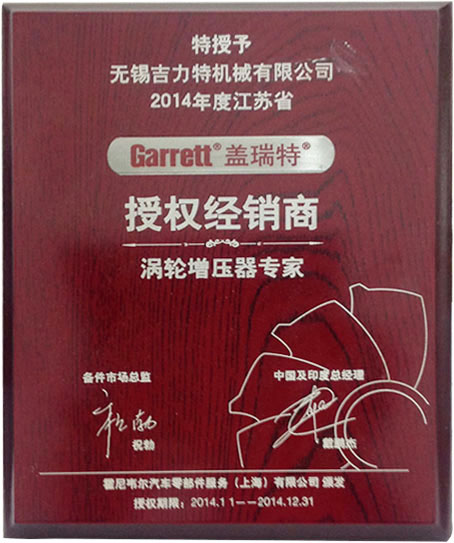 特授予
无锡吉力特机械有限公司
2014年度江苏省
Garrett® 盖瑞特®
授权经销商
涡轮增压器专家
备件市场总监 中国及印度总经理
祝勃 戴鹏杰
霍尼韦尔汽车零部件服务（上海）有限公司 颁发
授权期限：2014.1 1——2014.12.31